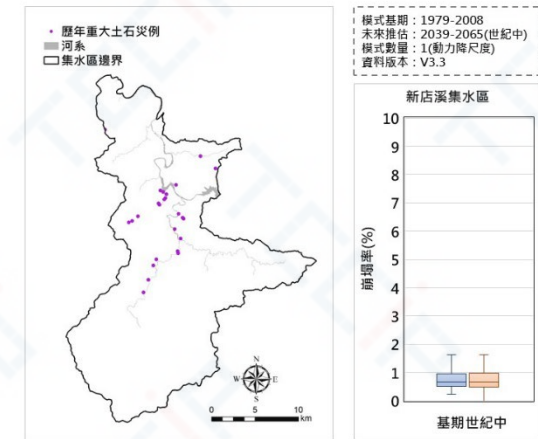 歷年重大土石災例
河系
集水區邊界
N
W
E
S
0 5 10
km
模式基期：1979-2008
未來推估：2039-2065(世紀中)
模式數量：1(動力降尺度)
資料版本：V3.3
新店溪集水區
崩塌率(%)
10
9
8
7
6
5
4
3
2
1
0
基期世紀中